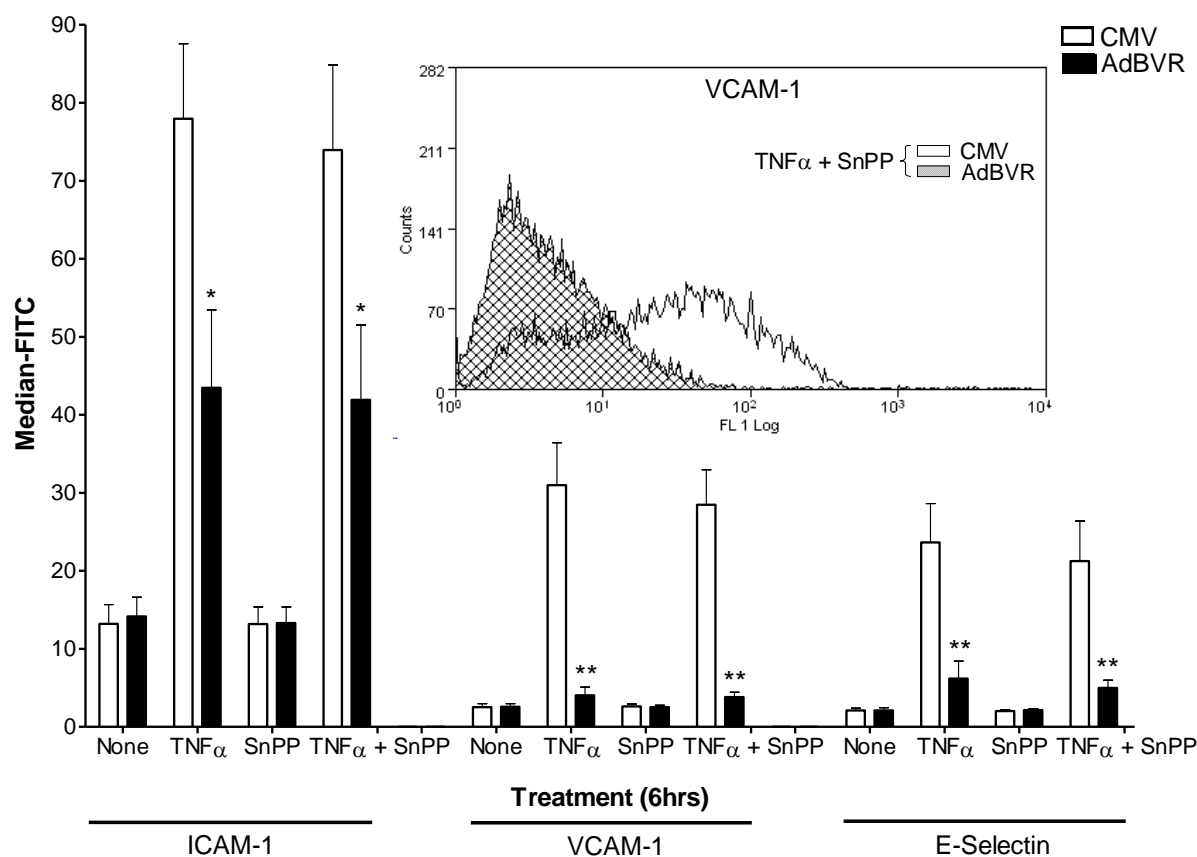 90
80
70
60
50
40
30
20
10
0
Median-FITC
CMV
AdBVR
VCAM-1
TNFα + SnPP { CMV
AdBVR
282
211
141
70
0
Counts
10⁰ 10¹ 10² 10³ 10⁴
FL 1 Log
* *
** ** ** **
None TNFα SnPP TNFα + SnPP None TNFα SnPP TNFα + SnPP None TNFα SnPP TNFα + SnPP
Treatment (6hrs)
ICAM-1 VCAM-1 E-Selectin